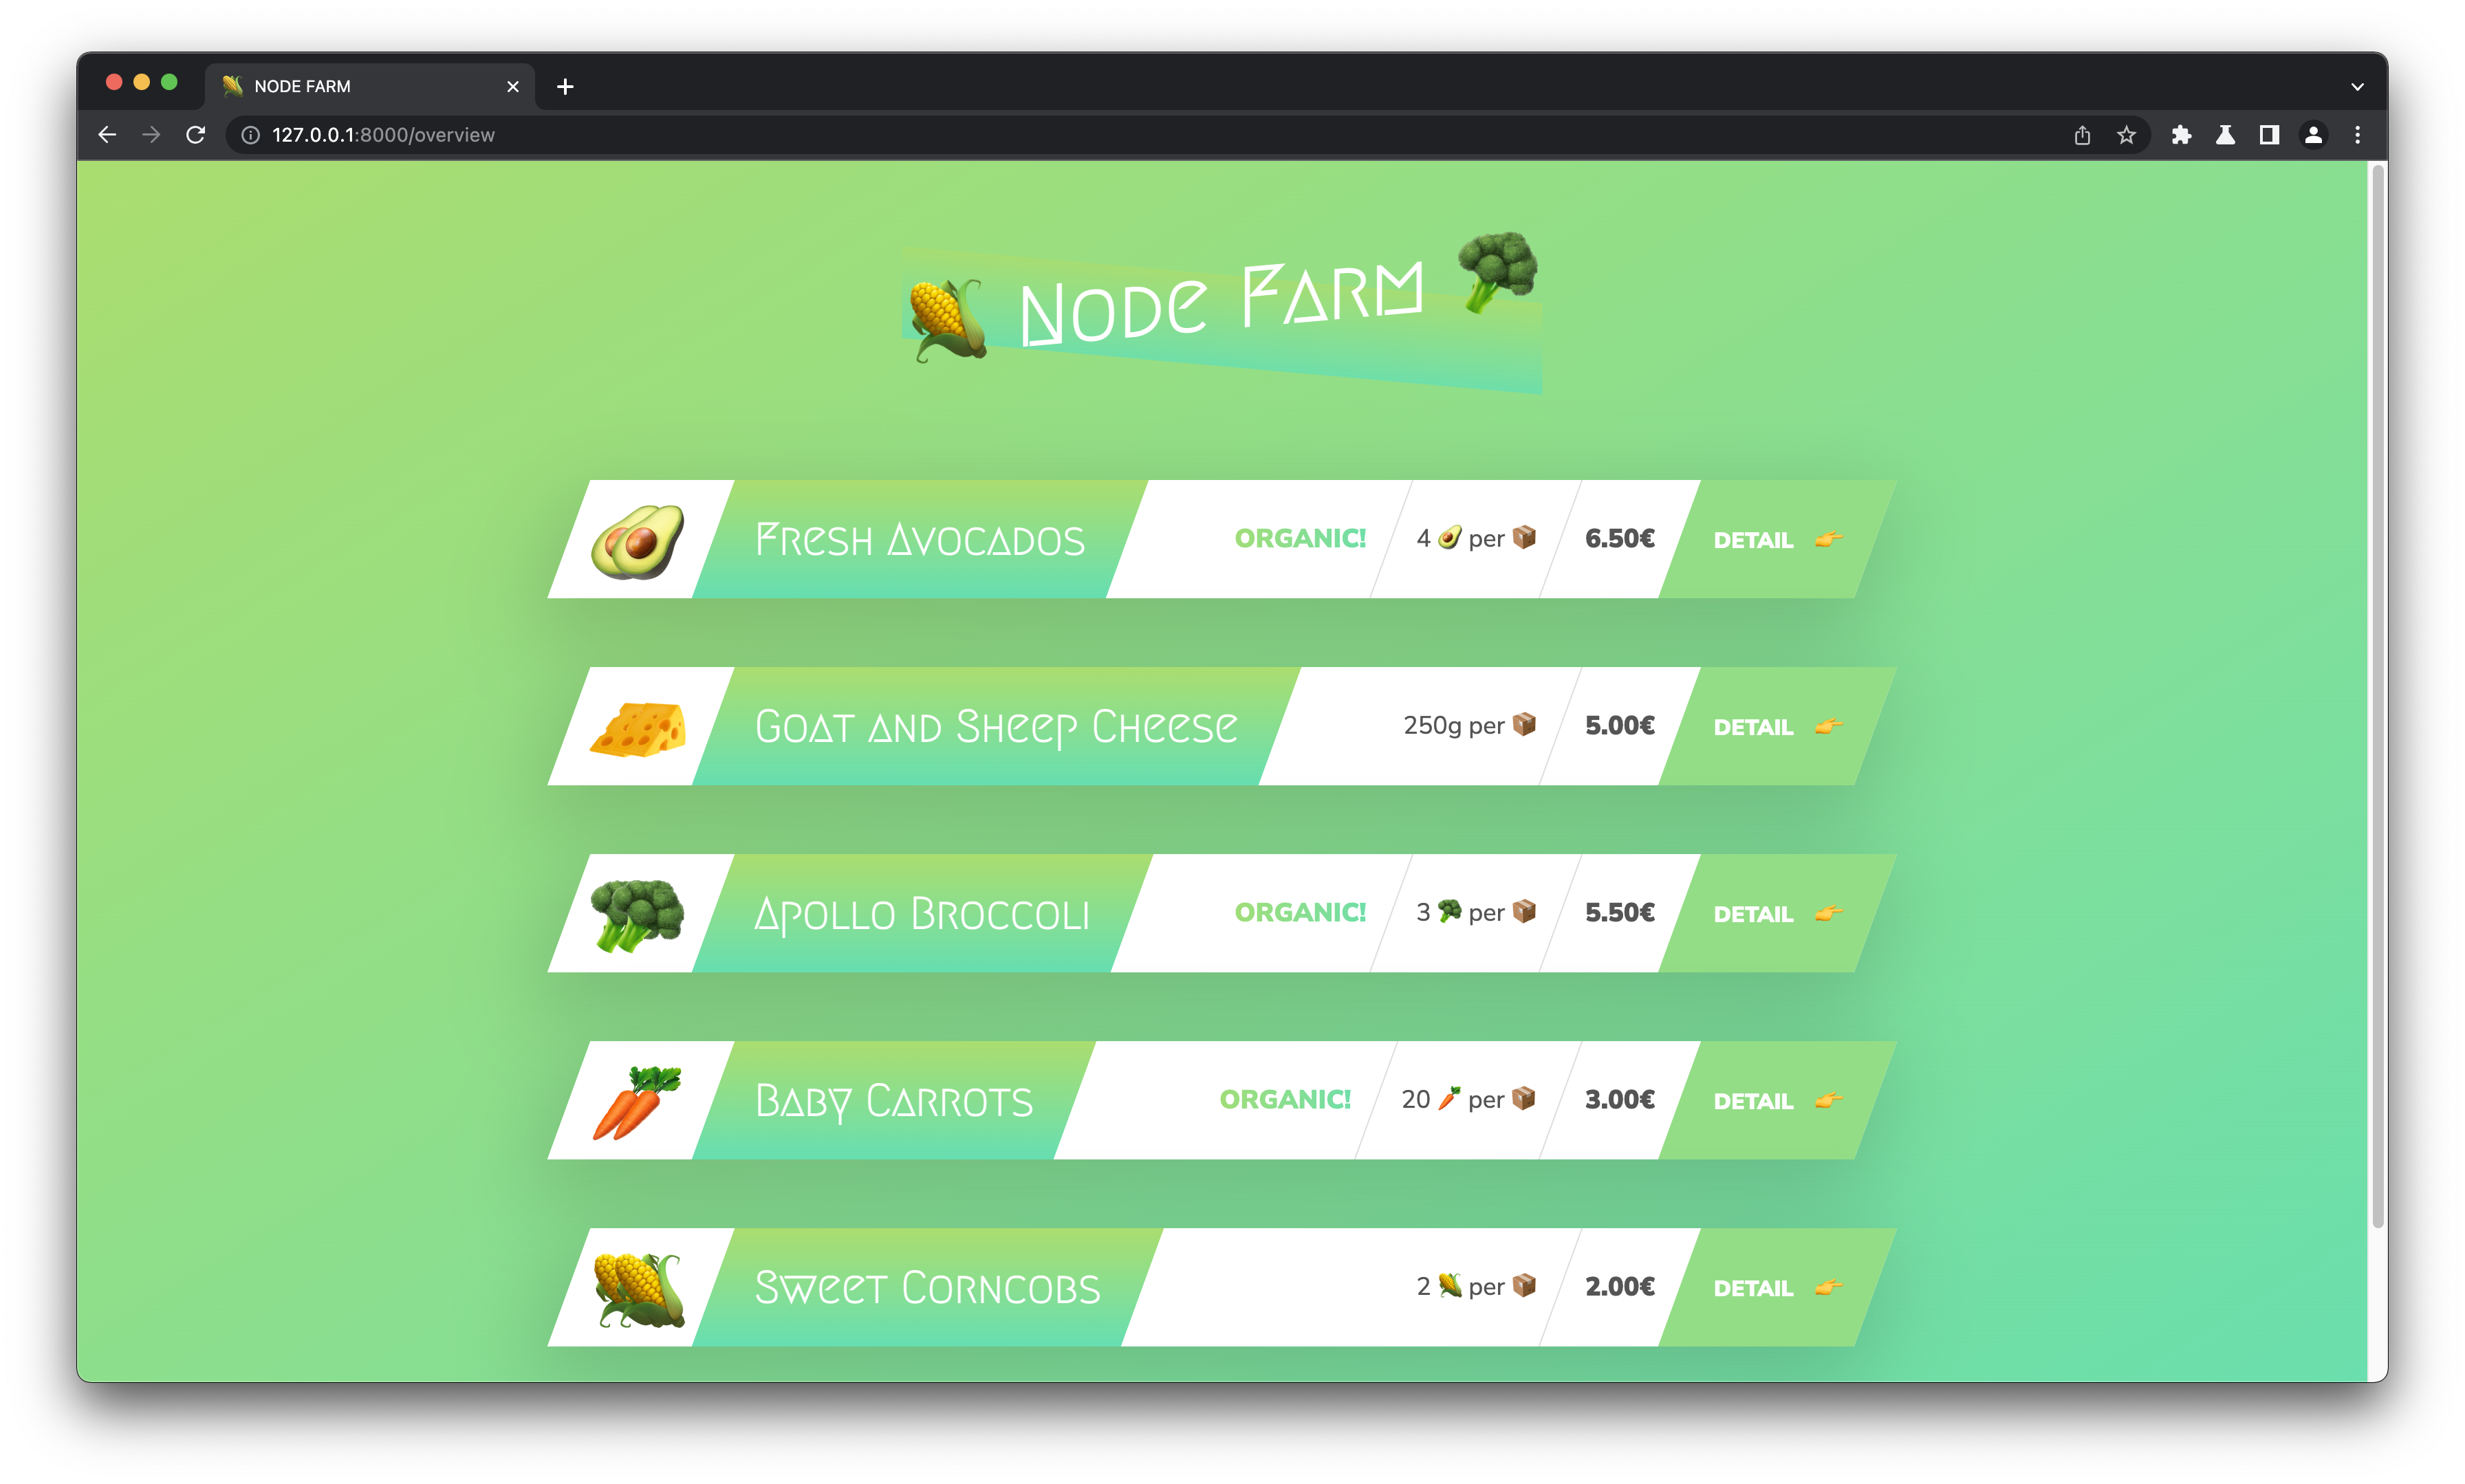 NODE FARM
127.0.0.1:8000/overview
Node Farm
Fresh Avocados ORGANIC! 4 🥑 per 📦 6.50€ DETAIL 👉
Goat and Sheep Cheese 250g per 📦 5.00€ DETAIL 👉
Apollo Broccoli ORGANIC! 3 🥦 per 📦 5.50€ DETAIL 👉
Baby Carrots ORGANIC! 20 🥕 per 📦 3.00€ DETAIL 👉
Sweet Corncobs 2 🌽 per 📦 2.00€ DETAIL 👉